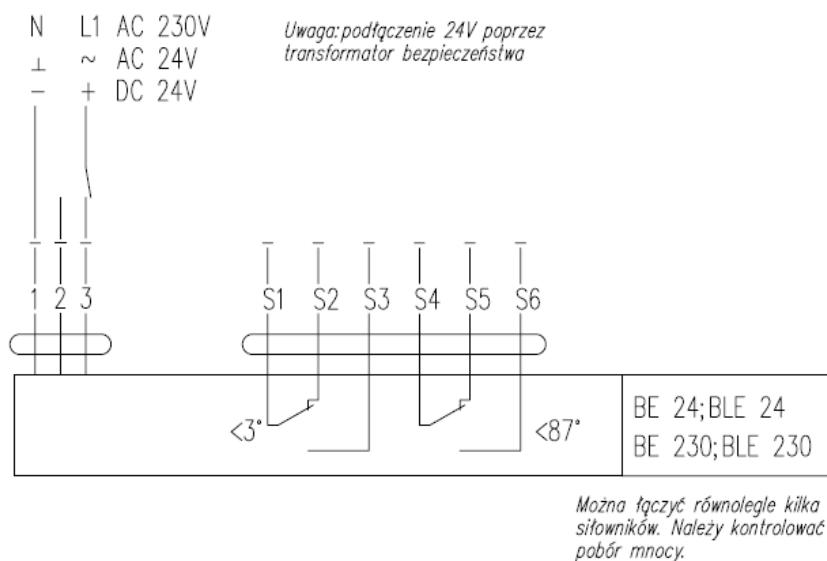 N L1 AC 230V
⊥ ~ AC 24V
− + DC 24V
Uwaga: podłączenie 24V poprzez
transformator bezpieczeństwa
1 2 3 S1 S2 S3 S4 S5 S6
<3° <87°
BE 24; BLE 24
BE 230; BLE 230
Można łączyć równolegle kilka
siłowników. Należy kontrolować
pobór mnocy.